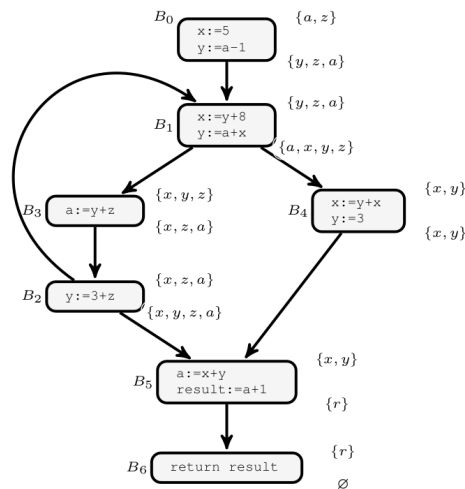 B₀
{a, z}
x:=5
y:=a-1
{y, z, a}
{y, z, a}
B₁
x:=y+8
y:=a+x
{a, x, y, z}
{x, y, z}
B₃
a:=y+z
{x, z, a}
{x, y}
B₄
x:=y+x
y:=3
{x, y}
{x, z, a}
B₂
y:=3+z
{x, y, z, a}
{x, y}
B₅
a:=x+y
result:=a+1
{r}
{r}
B₆
return result
∅